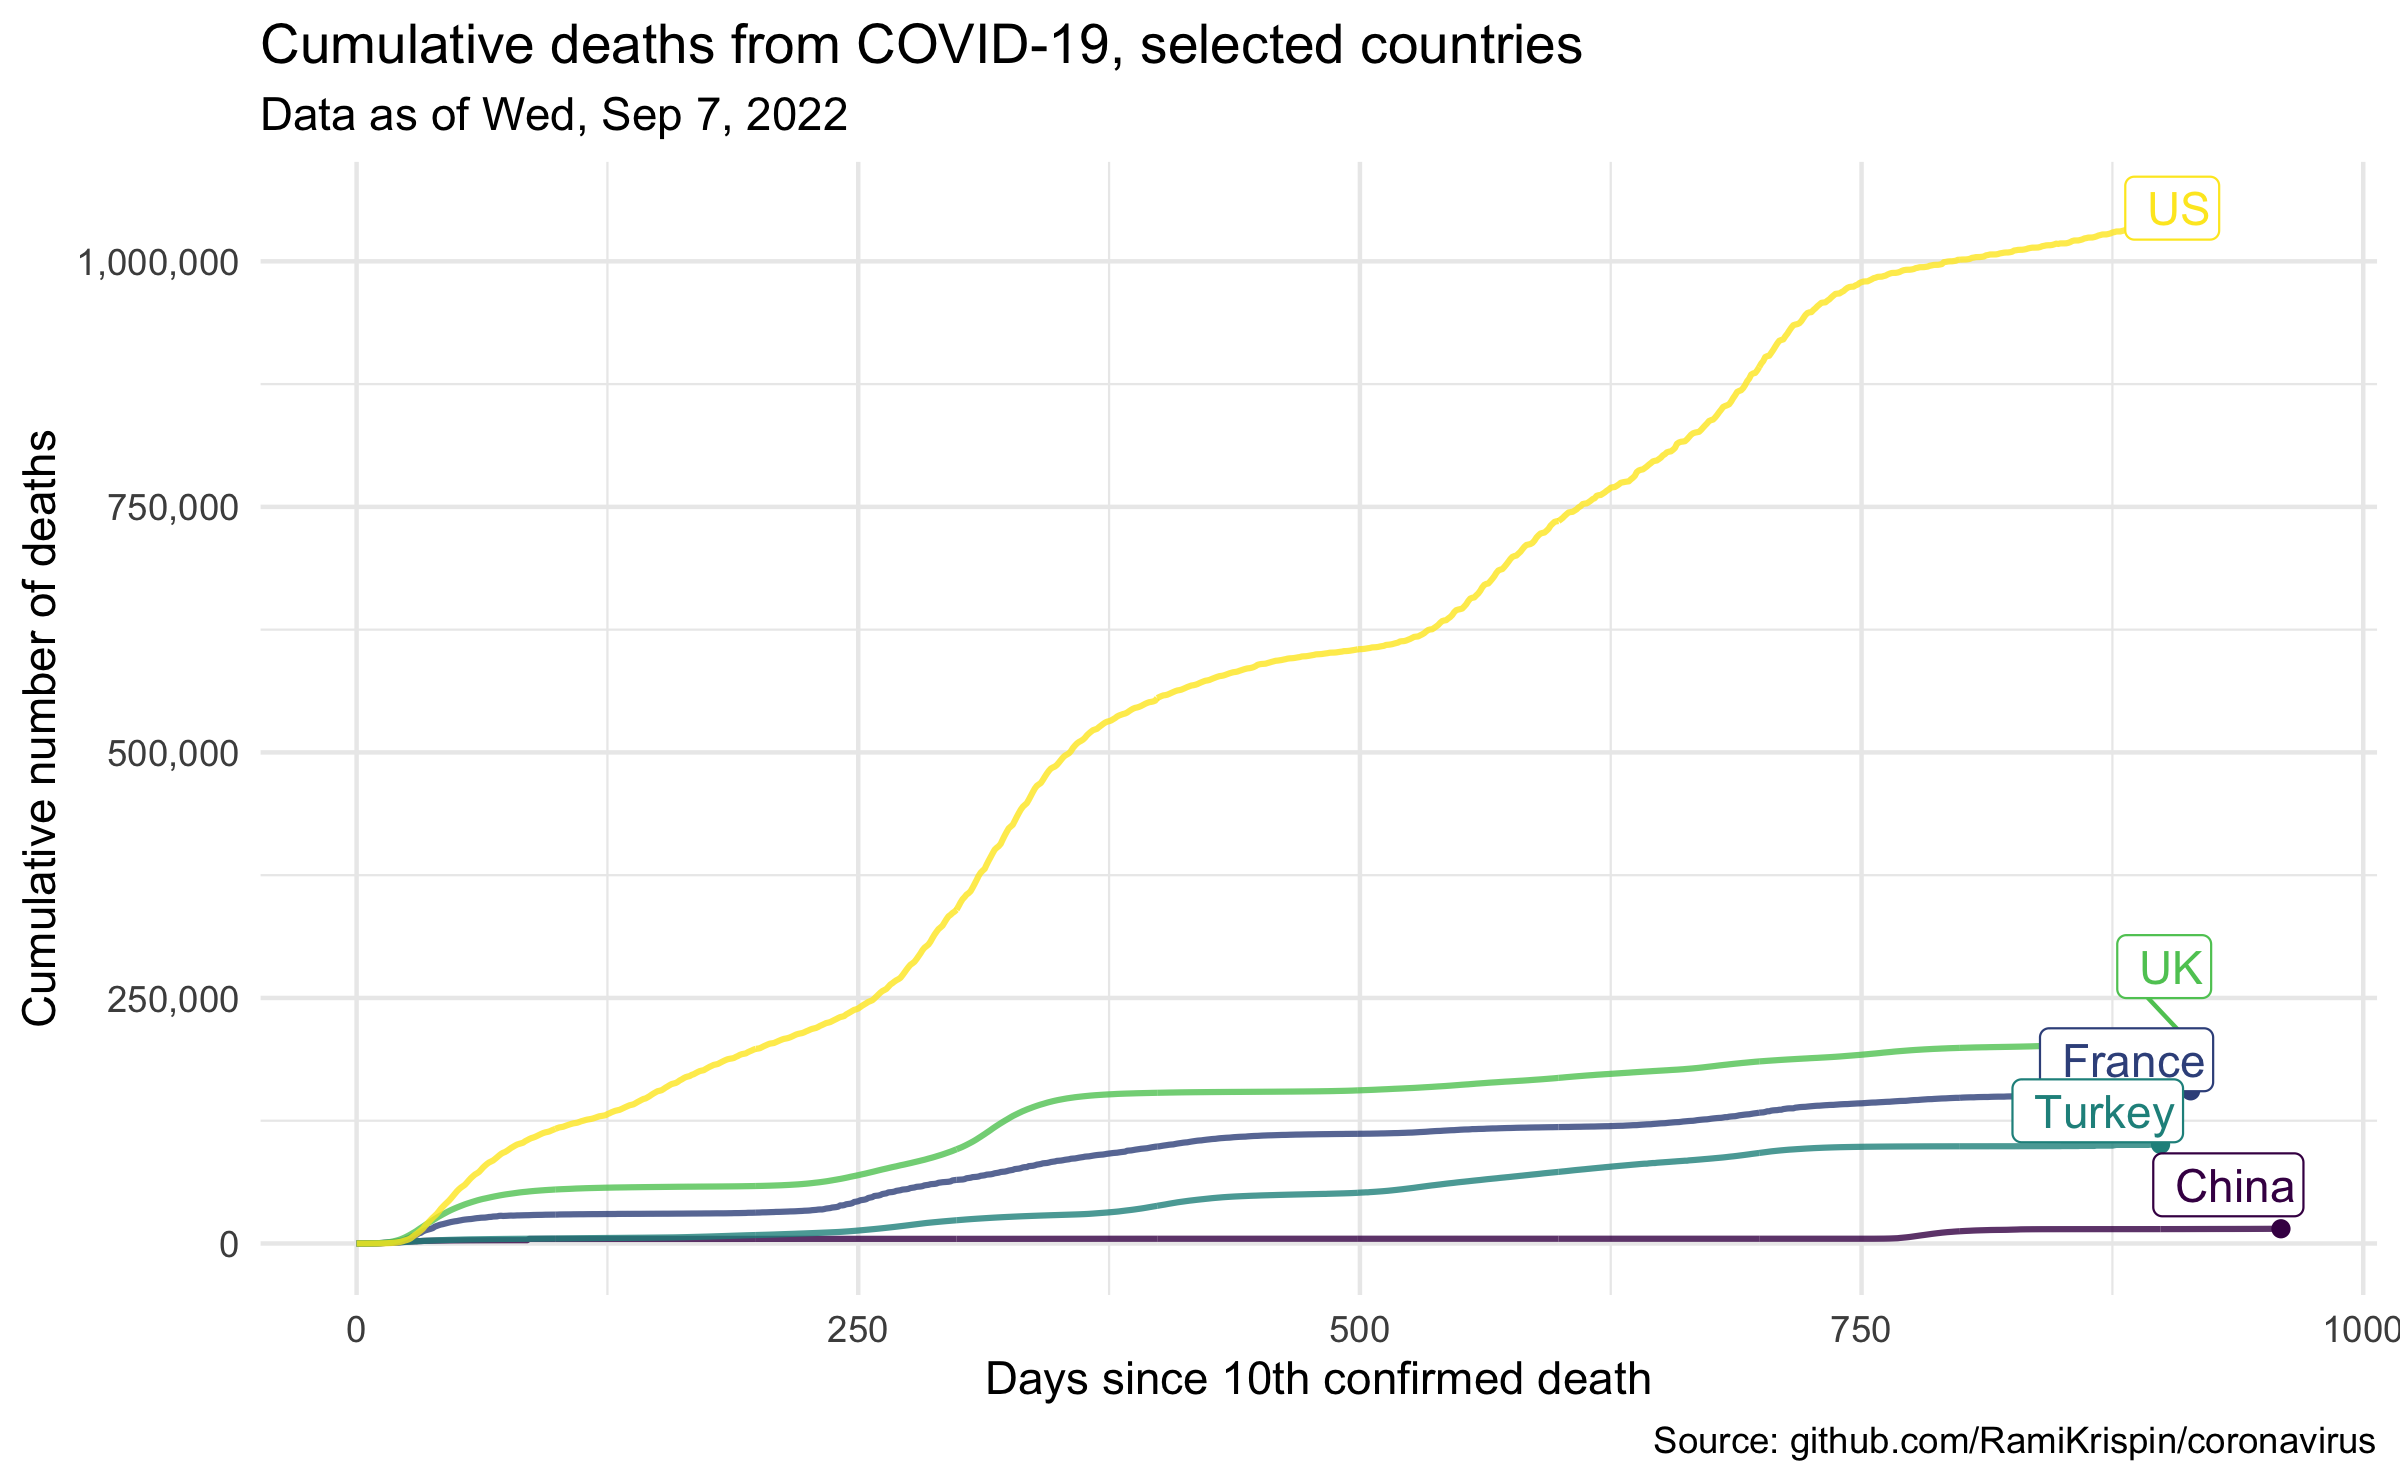 Cumulative deaths from COVID-19, selected countries
Data as of Wed, Sep 7, 2022
Cumulative number of deaths
1,000,000
750,000
500,000
250,000
0
US
UK
France
Turkey
China
0 250 500 750 1000
Days since 10th confirmed death
Source: github.com/RamiKrispin/coronavirus